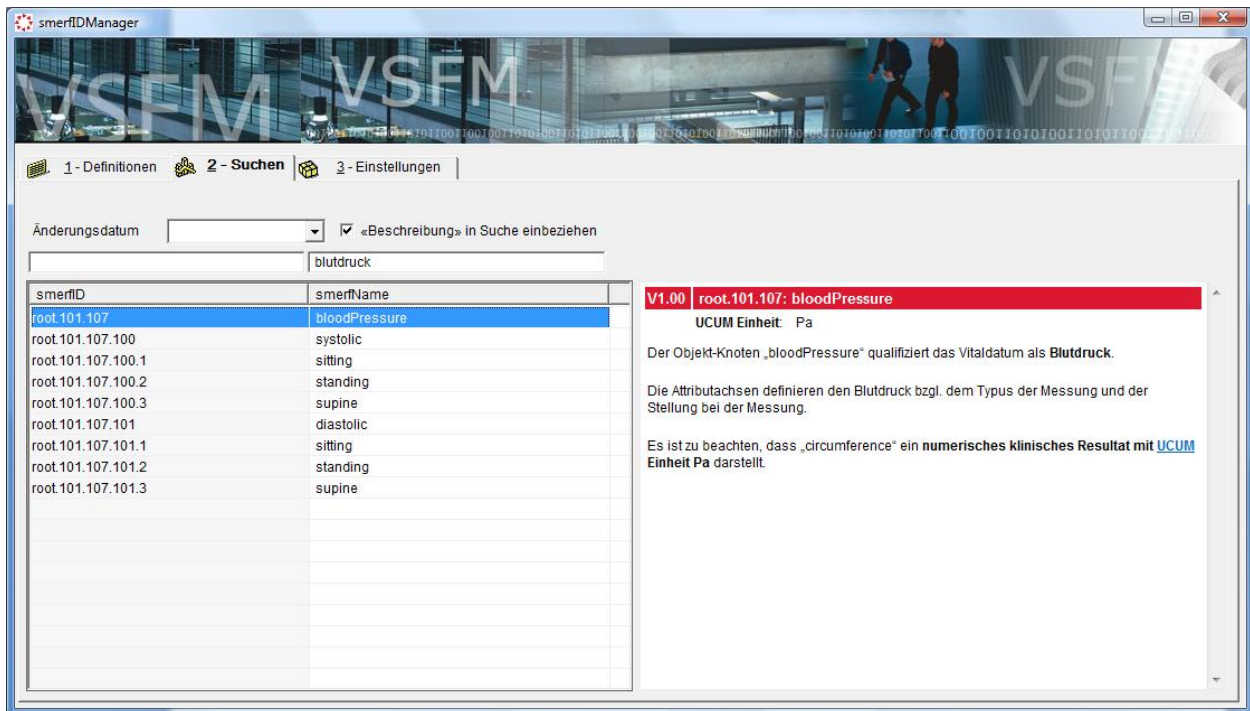 smerfIDManager
VSFM VSFM VSF
1 - Definitionen 2 - Suchen 3 - Einstellungen
Änderungsdatum «Beschreibung» in Suche einbeziehen
blutdruck
smerfID smerfName
root.101.107 bloodPressure
root.101.107.100 systolic
root.101.107.100.1 sitting
root.101.107.100.2 standing
root.101.107.100.3 supine
root.101.107.101 diastolic
root.101.107.101.1 sitting
root.101.107.101.2 standing
root.101.107.101.3 supine
V1.00 root.101.107: bloodPressure
UCUM Einheit: Pa
Der Objekt-Knoten „bloodPressure“ qualifiziert das Vitaldatum als Blutdruck.
Die Attributachsen definieren den Blutdruck bzgl. dem Typus der Messung und der
Stellung bei der Messung.
Es ist zu beachten, dass „circumference“ ein numerisches klinisches Resultat mit UCUM
Einheit Pa darstellt.